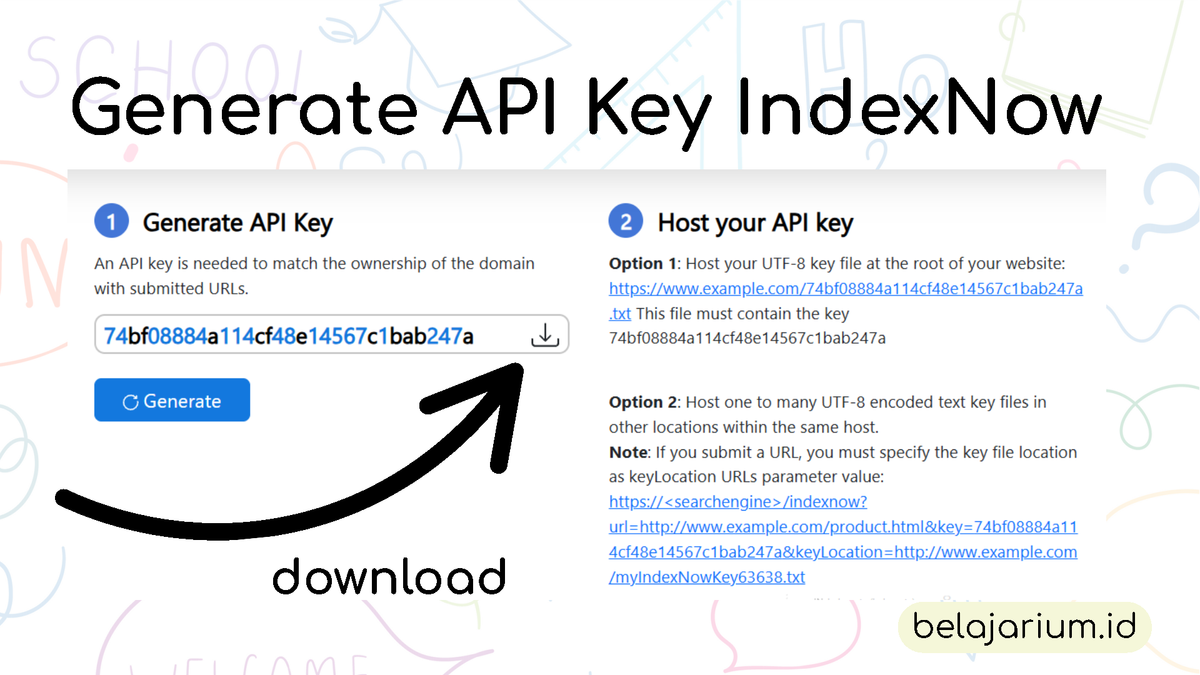 SCHOOL
Generate API Key IndexNow
1 Generate API Key
An API key is needed to match the ownership of the domain
with submitted URLs.
74bf08884a114cf48e14567c1bab247a
Generate
download
2 Host your API key
Option 1: Host your UTF-8 key file at the root of your website:
https://www.example.com/74bf08884a114cf48e14567c1bab247a
.txt This file must contain the key
74bf08884a114cf48e14567c1bab247a
Option 2: Host one to many UTF-8 encoded text key files in
other locations within the same host.
Note: If you submit a URL, you must specify the key file location
as keyLocation URLs parameter value:
https://<searchengine>/indexnow?
url=http://www.example.com/product.html&key=74bf08884a11
4cf48e14567c1bab247a&keyLocation=http://www.example.com
/myIndexNowKey63638.txt
belajarium.id
WELCOME